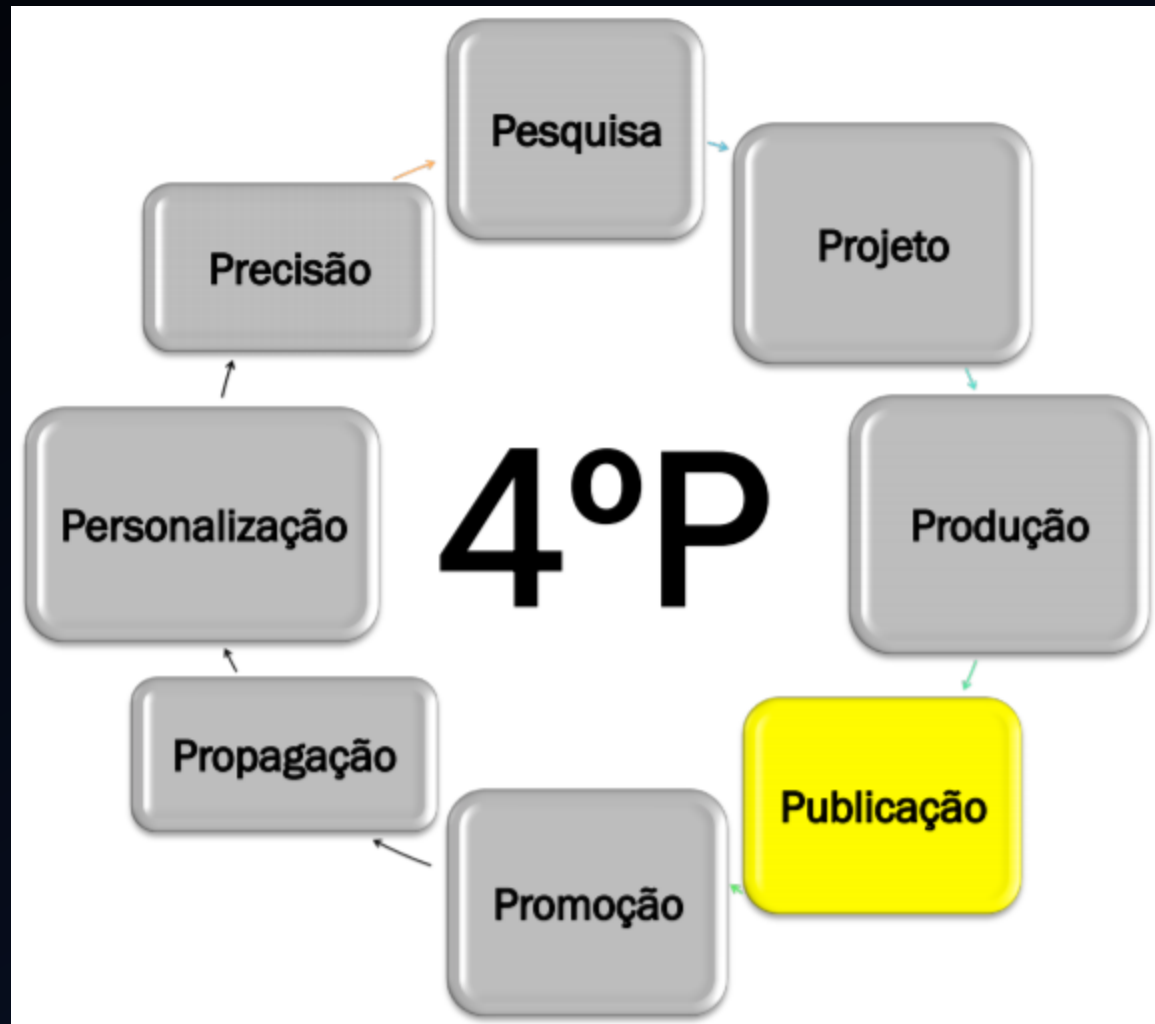 Pesquisa
Projeto
Produção
Publicação
Promoção
Propagação
Personalização
Precisão
4ºP